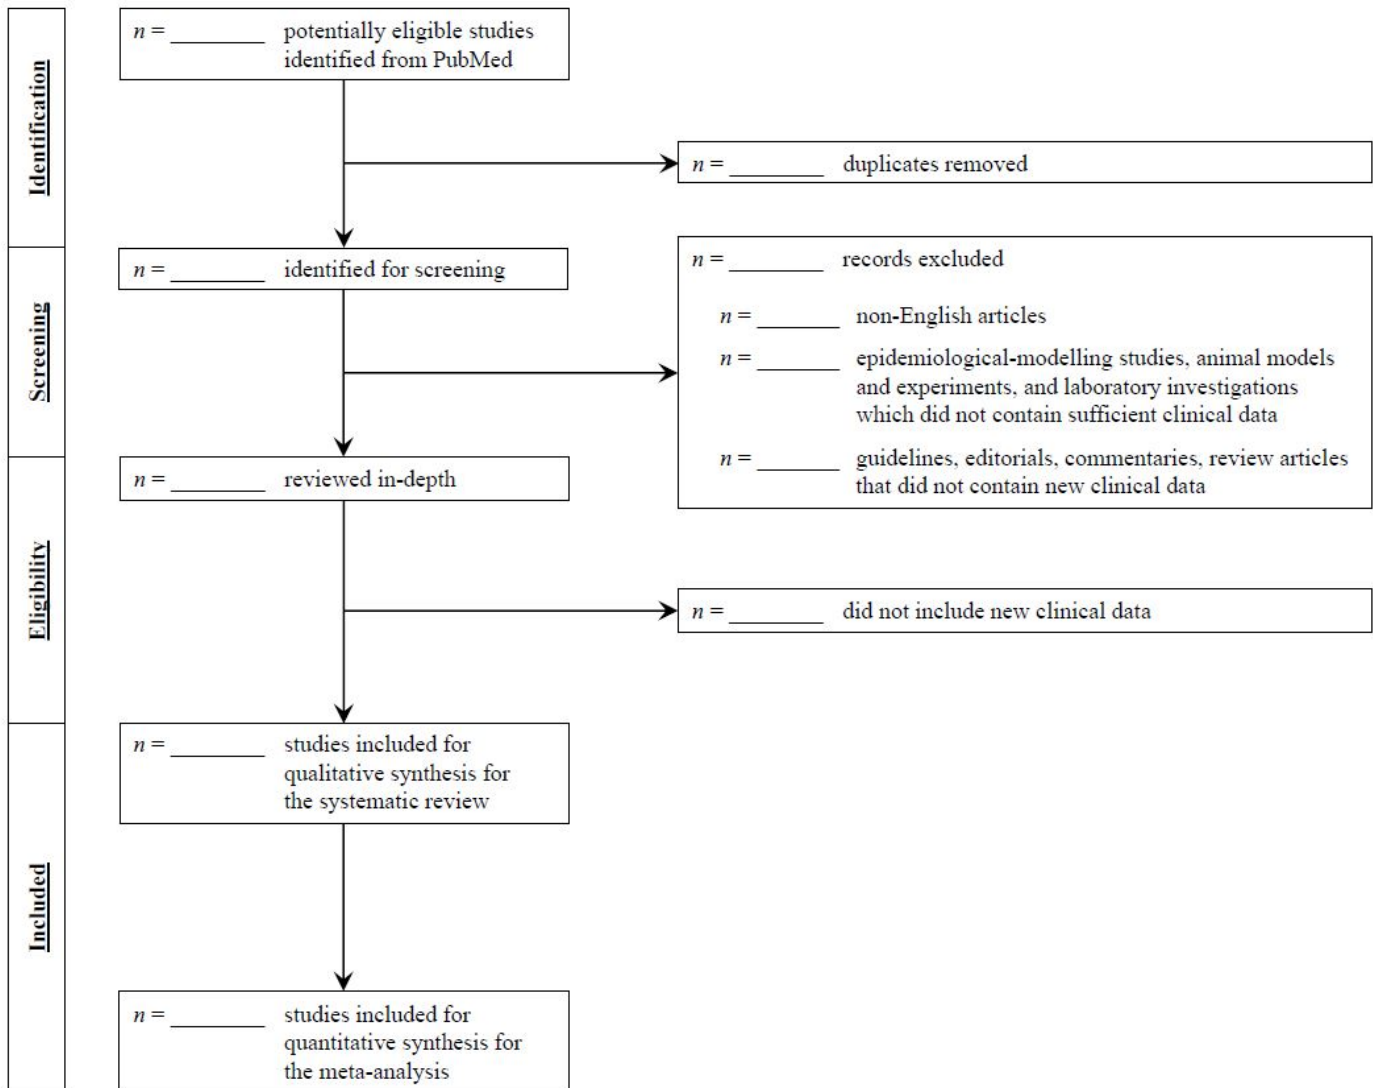 Identification
n = ________ potentially eligible studies
identified from PubMed
n = ________ duplicates removed
Screening
n = ________ identified for screening
n = ________ records excluded
n = _______ non-English articles
n = _______ epidemiological-modelling studies, animal models
and experiments, and laboratory investigations
which did not contain sufficient clinical data
n = _______ guidelines, editorials, commentaries, review articles
that did not contain new clinical data
Eligibility
n = ________ reviewed in-depth
n = ________ did not include new clinical data
Included
n = ________ studies included for
qualitative synthesis for
the systematic review
n = ________ studies included for
quantitative synthesis for
the meta-analysis